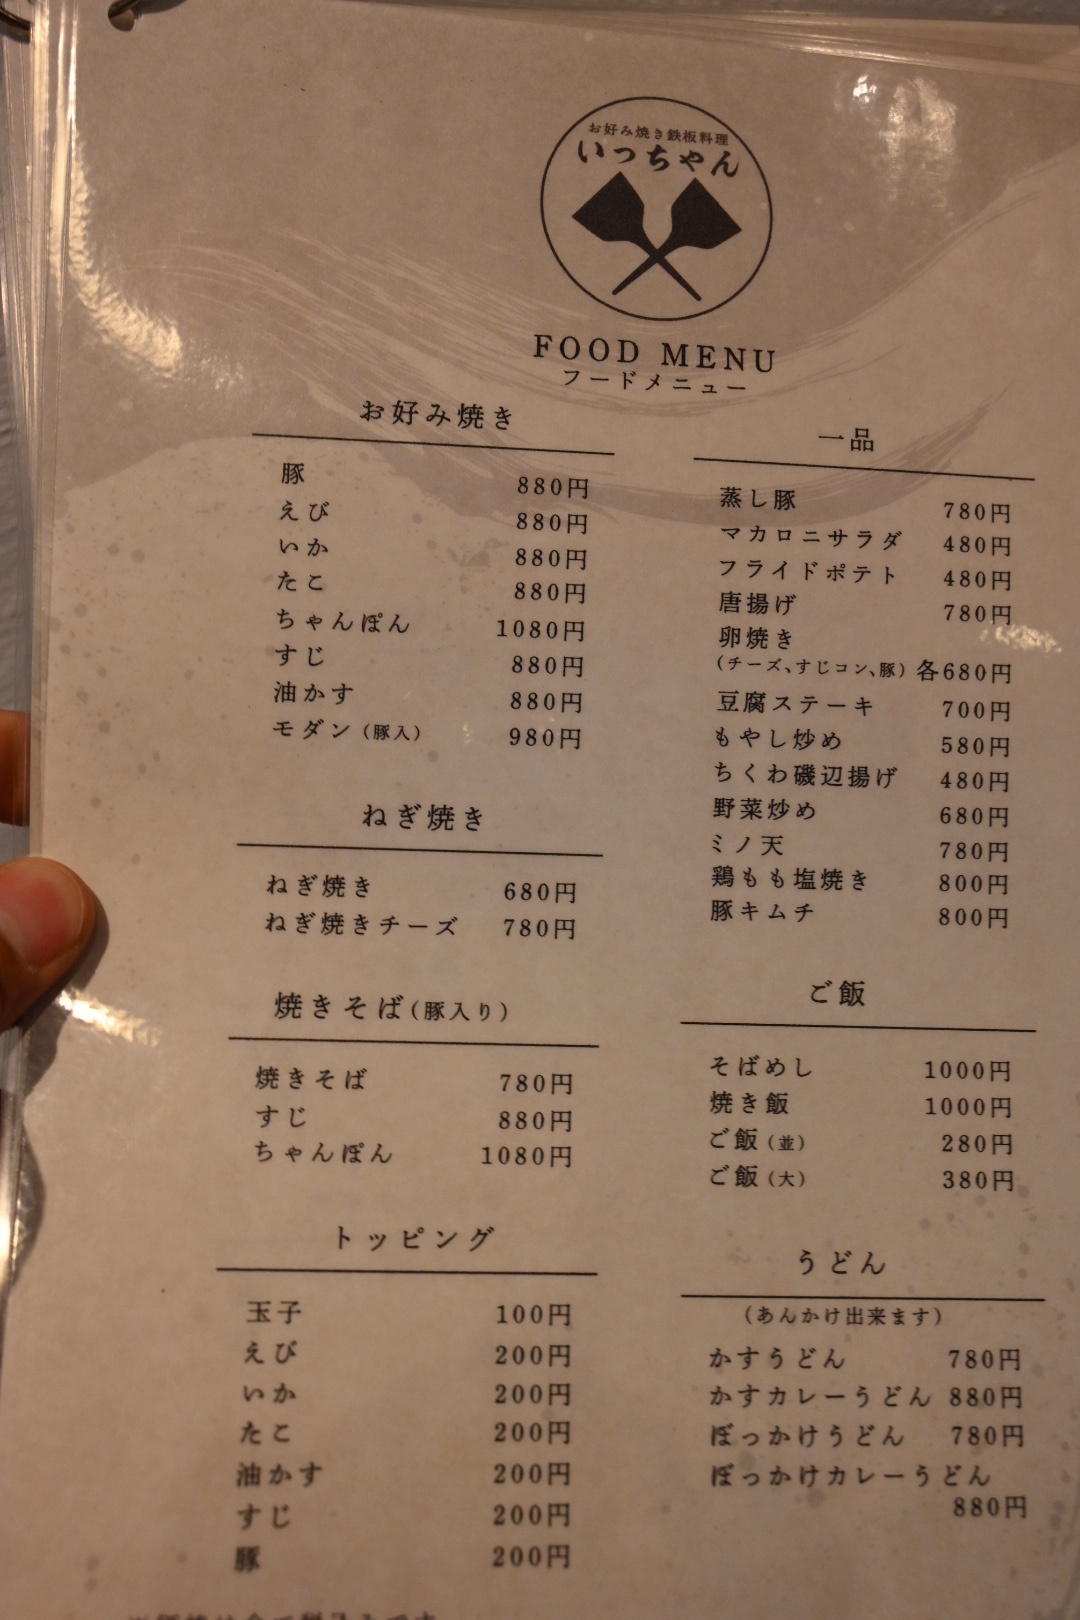 お好み焼き鉄板料理
いっちゃん
FOOD MENU
フードメニュー
お好み焼き
豚 880円
えび 880円
いか 880円
たこ 880円
ちゃんぽん 1080円
すじ 880円
油かす 880円
モダン（豚入） 980円
ねぎ焼き
ねぎ焼き 680円
ねぎ焼きチーズ 780円
焼きそば（豚入り）
焼きそば 780円
すじ 880円
ちゃんぽん 1080円
トッピング
玉子 100円
えび 200円
いか 200円
たこ 200円
油かす 200円
すじ 200円
豚 200円
一品
蒸し豚 780円
マカロニサラダ 480円
フライドポテト 480円
唐揚げ 780円
卵焼き
（チーズ、すじコン、豚）各680円
豆腐ステーキ 700円
もやし炒め 580円
ちくわ磯辺揚げ 480円
野菜炒め 680円
ミノ天 780円
鶏もも塩焼き 800円
豚キムチ 800円
ご飯
そばめし 1000円
焼き飯 1000円
ご飯（並） 280円
ご飯（大） 380円
うどん
（あんかけ出来ます）
かすうどん 780円
かすカレーうどん 880円
ぼっかけうどん 780円
ぼっかけカレーうどん
880円